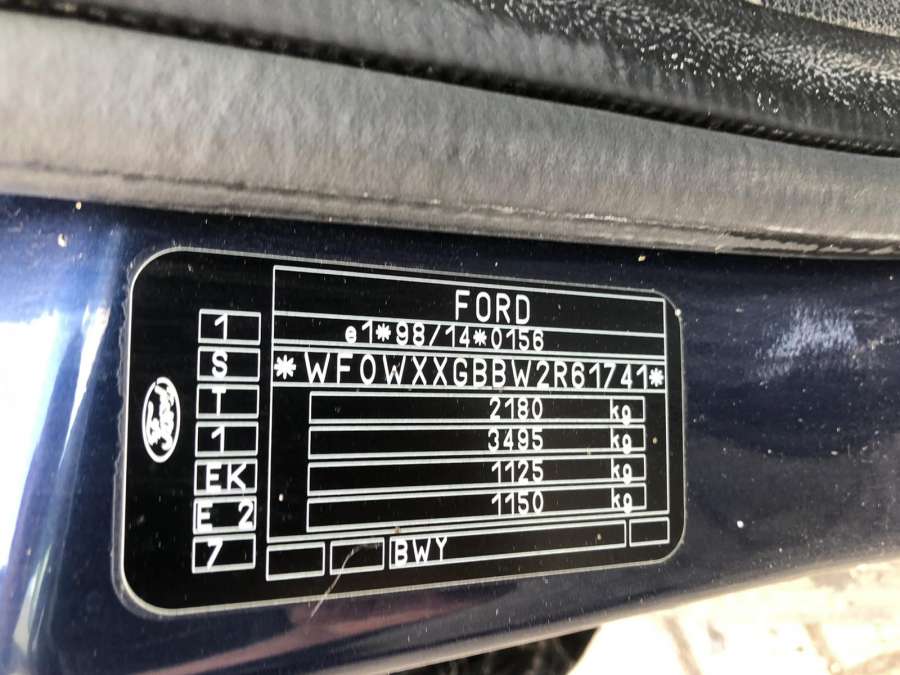 FORD
e1*98/14*0156
*WF0WXXGBBW2R61741*
2180 kg
3495 kg
1125 kg
1150 kg
BWY
1
S
T
1
EK
E 2
7
Ford